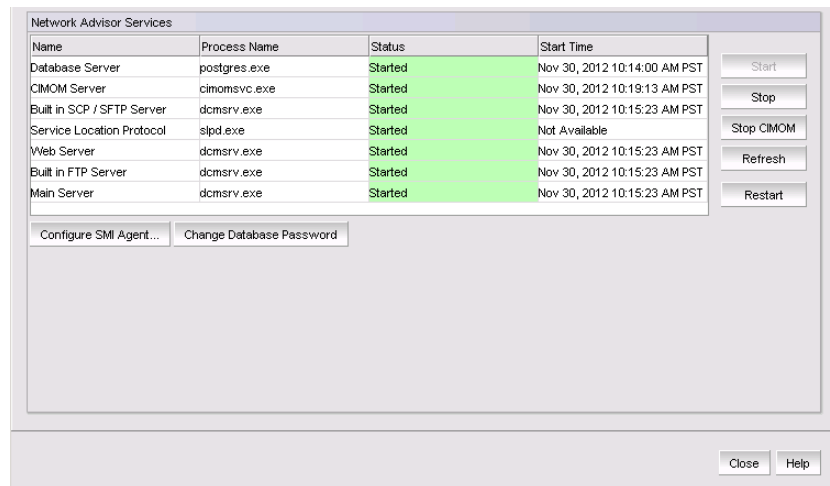 Network Advisor Services
Name Process Name Status Start Time
Database Server postgres.exe Started Nov 30, 2012 10:14:00 AM PST
CIMOM Server cimomsvc.exe Started Nov 30, 2012 10:19:13 AM PST
Built in SCP / SFTP Server dcmsrv.exe Started Nov 30, 2012 10:15:23 AM PST
Service Location Protocol slpd.exe Started Not Available
Web Server dcmsrv.exe Started Nov 30, 2012 10:15:23 AM PST
Built in FTP Server dcmsrv.exe Started Nov 30, 2012 10:15:23 AM PST
Main Server dcmsrv.exe Started Nov 30, 2012 10:15:23 AM PST
Start
Stop
Stop CIMOM
Refresh
Restart
Configure SMI Agent... Change Database Password
Close Help